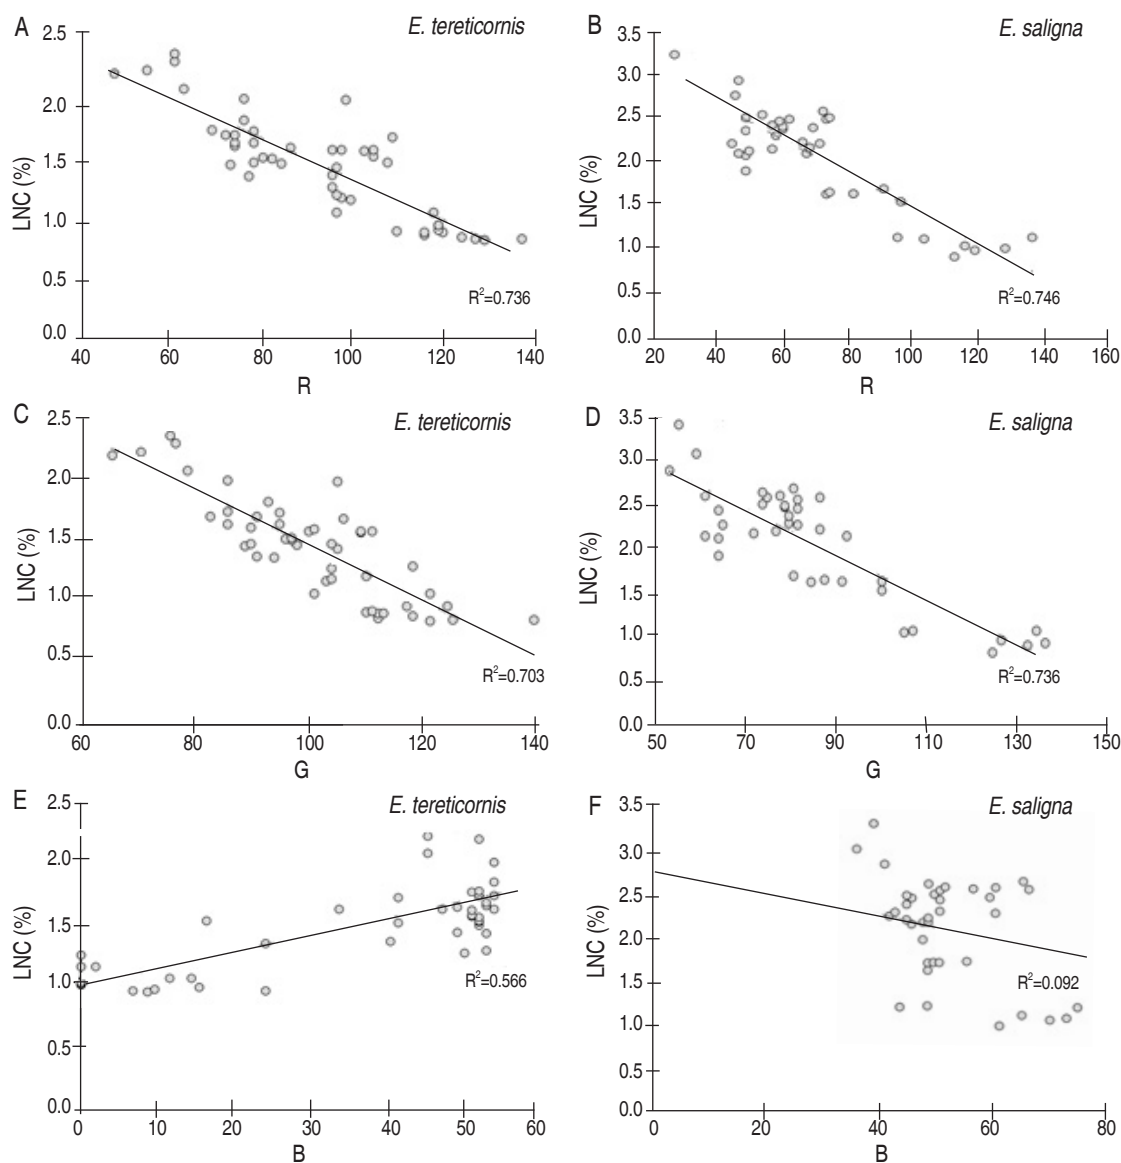 A
E. tereticornis
2.5
2.0
1.5
1.0
0.5
0.0
LNC (%)
R²=0.736
40 60 80 100 120 140
R
B
E. saligna
3.5
3.0
2.5
2.0
1.5
1.0
0.5
0.0
LNC (%)
R²=0.746
20 40 60 80 100 120 140 160
R
C
E. tereticornis
2.5
2.0
1.5
1.0
0.5
0.0
LNC (%)
R²=0.703
60 80 100 120 140
G
D
E. saligna
3.5
3.0
2.5
2.0
1.5
1.0
0.5
0.0
LNC (%)
R²=0.736
50 70 90 110 130 150
G
E
E. tereticornis
2.5
2.0
1.5
1.0
0.5
0.0
LNC (%)
R²=0.566
0 10 20 30 40 50 60
B
F
E. saligna
3.5
3.0
2.5
2.0
1.5
1.0
0.5
0.0
LNC (%)
R²=0.092
0 20 40 60 80
B